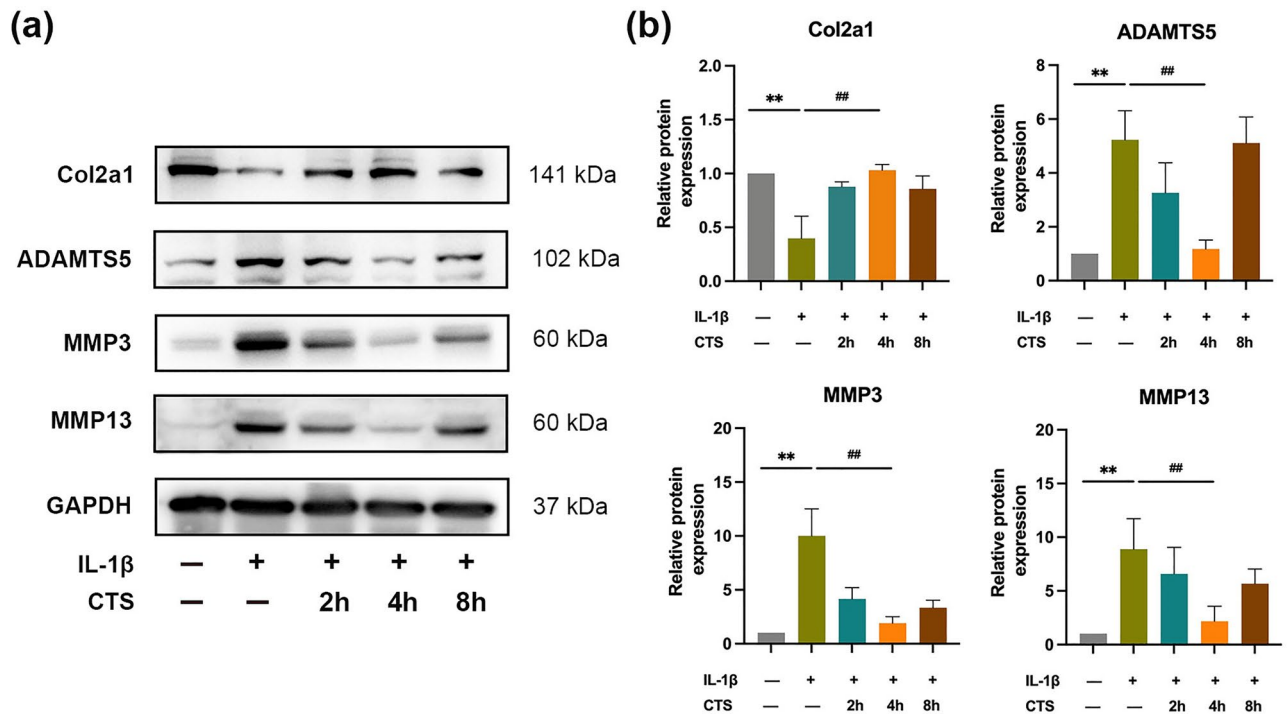 (a)
Col2a1 141 kDa
ADAMTS5 102 kDa
MMP3 60 kDa
MMP13 60 kDa
GAPDH 37 kDa
IL-1β — + + + +
CTS — — 2h 4h 8h
(b)
Col2a1
Relative protein
expression
2.0
1.5
1.0
0.5
0.0
** ##
IL-1β — + + + +
CTS — — 2h 4h 8h
ADAMTS5
Relative protein
expression
8
6
4
2
0
** ##
IL-1β — + + + +
CTS — — 2h 4h 8h
MMP3
Relative protein
expression
20
15
10
5
0
** ##
IL-1β — + + + +
CTS — — 2h 4h 8h
MMP13
Relative protein
expression
20
15
10
5
0
** ##
IL-1β — + + + +
CTS — — 2h 4h 8h